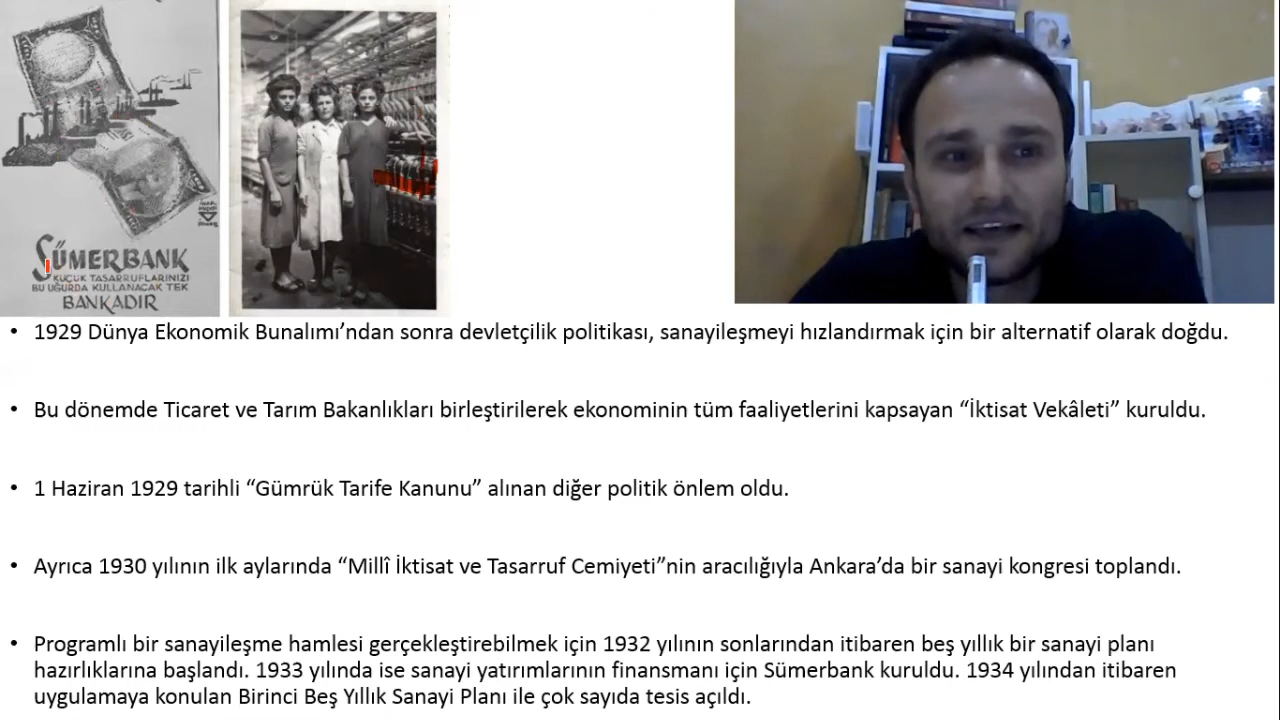 SÜMERBANK
KÜÇÜK TASARRUFLARINIZI
BU UĞURDA KULLANACAK TEK
BANKADIR
• 1929 Dünya Ekonomik Bunalımı’ndan sonra devletçilik politikası, sanayileşmeyi hızlandırmak için bir alternatif olarak doğdu.
• Bu dönemde Ticaret ve Tarım Bakanlıkları birleştirilerek ekonominin tüm faaliyetlerini kapsayan “İktisat Vekâleti” kuruldu.
• 1 Haziran 1929 tarihli “Gümrük Tarife Kanunu” alınan diğer politik önlem oldu.
• Ayrıca 1930 yılının ilk aylarında “Millî İktisat ve Tasarruf Cemiyeti”nin aracılığıyla Ankara’da bir sanayi kongresi toplandı.
• Programlı bir sanayileşme hamlesi gerçekleştirebilmek için 1932 yılının sonlarından itibaren beş yıllık bir sanayi planı
hazırlıklarına başlandı. 1933 yılında ise sanayi yatırımlarının finansmanı için Sümerbank kuruldu. 1934 yılından itibaren
uygulamaya konulan Birinci Beş Yıllık Sanayi Planı ile çok sayıda tesis açıldı.